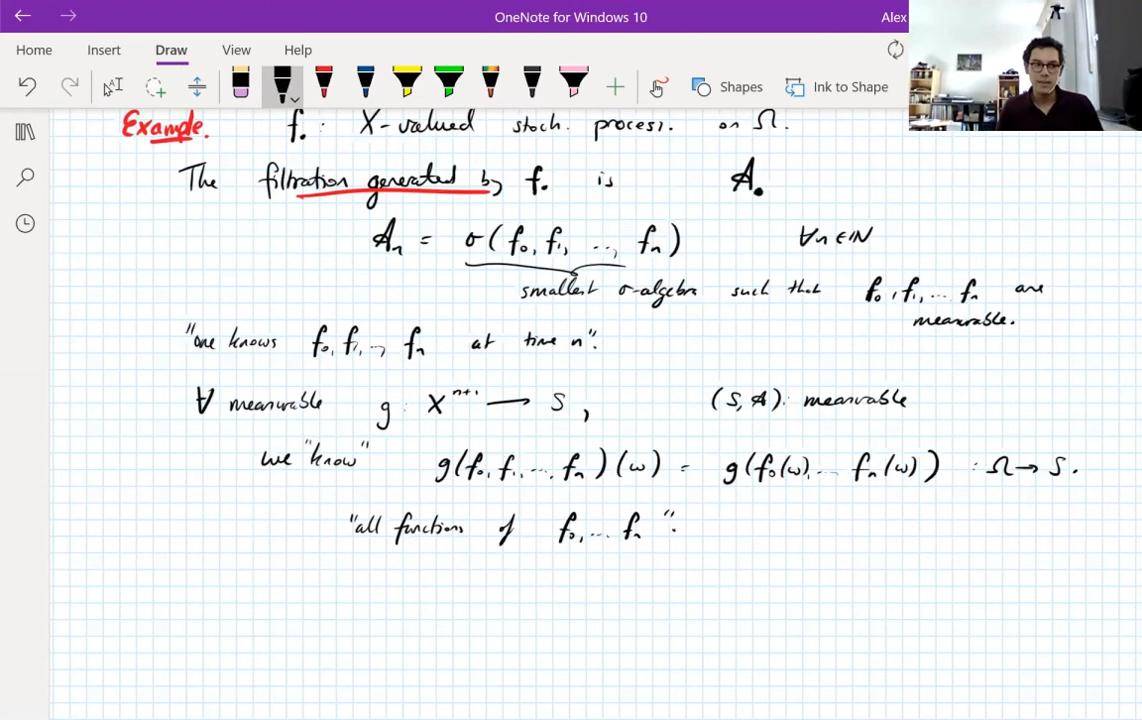 OneNote for Windows 10
Alex
Home Insert Draw View Help
Shapes
Ink to Shape
Example. f. : X-valued stoch. process. on Ω.
The filtration generated by f. is 𝒜.
𝒜n = σ(f0, f1, ..., fn) ∀n∈ℕ
smallest σ-algebra such that f0, f1, ... fn are
measurable.
"one knows f0, f1, .., fn at time n".
∀ measurable g : X^{n+1} → S, (S, 𝒜): measurable
we "know" g(f0, f1, ... fn)(ω) = g(f0(ω), ... fn(ω)) : Ω → S.
"all functions of f0, ... fn".